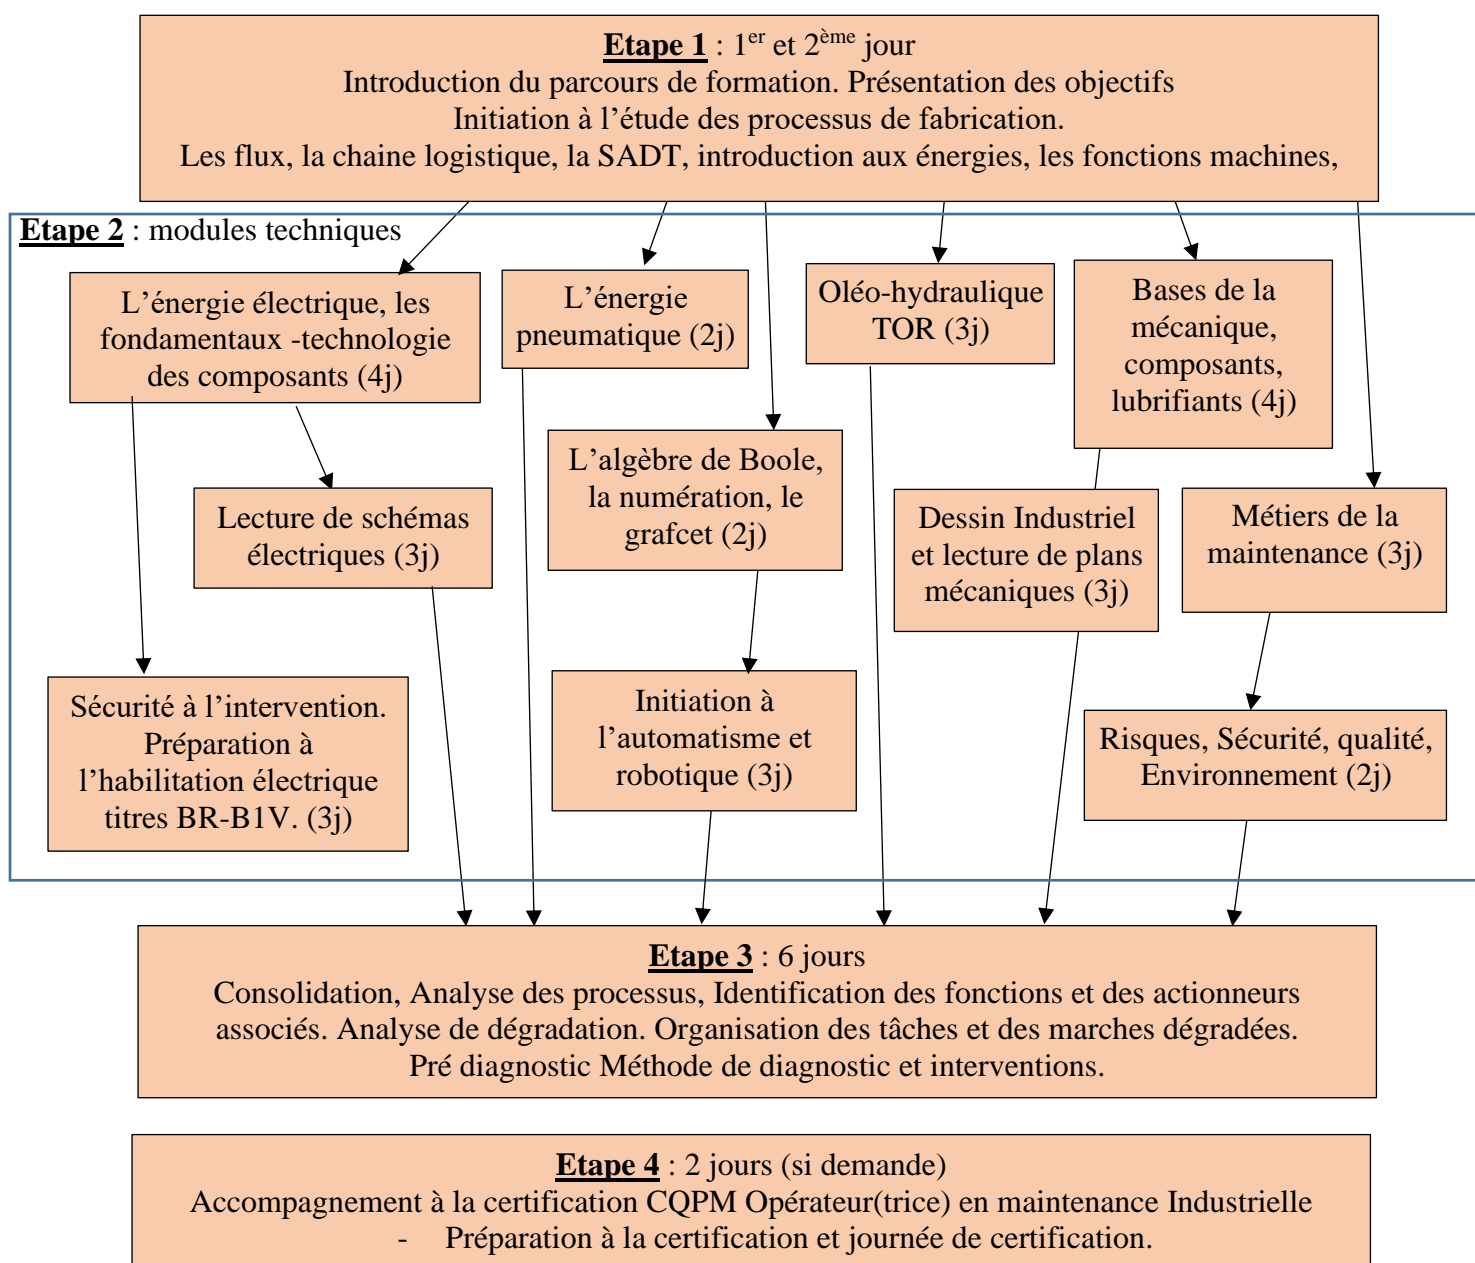 Etape 1 : 1er et 2ème jour
Introduction du parcours de formation. Présentation des objectifs
Initiation à l’étude des processus de fabrication.
Les flux, la chaine logistique, la SADT, introduction aux énergies, les fonctions machines,
Etape 2 : modules techniques
L’énergie électrique, les
fondamentaux -technologie
des composants (4j)
L’énergie
pneumatique (2j)
Oléo-hydraulique
TOR (3j)
Bases de la
mécanique,
composants,
lubrifiants (4j)
Lecture de schémas
électriques (3j)
L’algèbre de Boole,
la numération, le
grafcet (2j)
Dessin Industriel
et lecture de plans
mécaniques (3j)
Métiers de la
maintenance (3j)
Sécurité à l’intervention.
Préparation à
l’habilitation électrique
titres BR-B1V. (3j)
Initiation à
l’automatisme et
robotique (3j)
Risques, Sécurité, qualité,
Environnement (2j)
Etape 3 : 6 jours
Consolidation, Analyse des processus, Identification des fonctions et des actionneurs
associés. Analyse de dégradation. Organisation des tâches et des marches dégradées.
Pré diagnostic Méthode de diagnostic et interventions.
Etape 4 : 2 jours (si demande)
Accompagnement à la certification CQPM Opérateur(trice) en maintenance Industrielle
- Préparation à la certification et journée de certification.